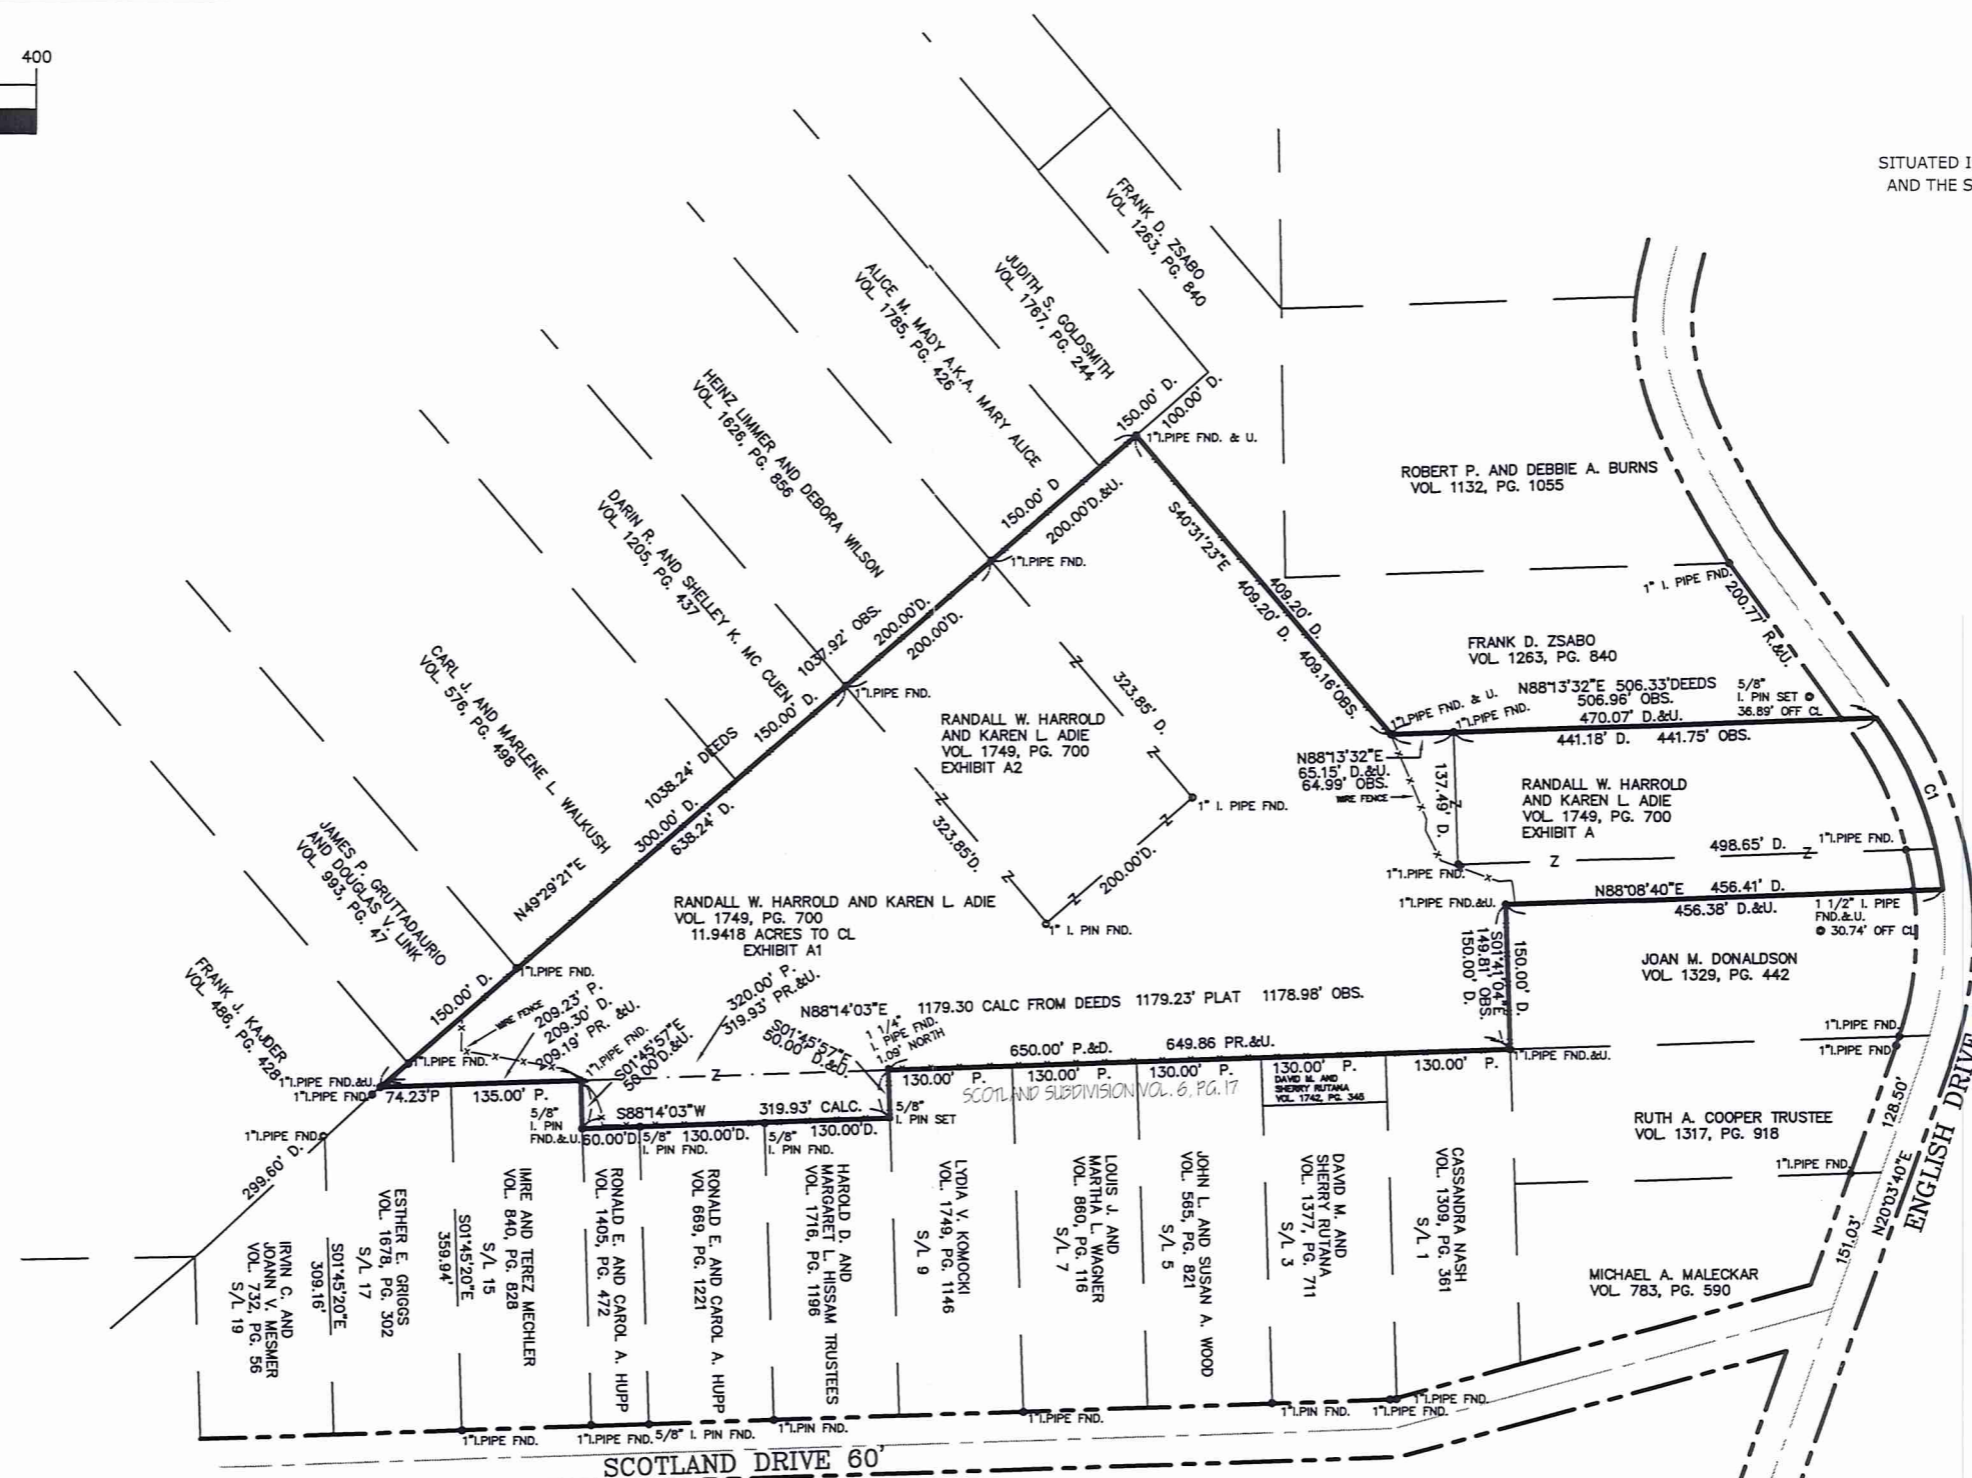 400
SITUATED I
AND THE S
FRANK D. ZSABO
VOL. 1263, PG. 840
JUDITH S. GOLDSMITH
VOL. 1767, PG. 244
ALICE M. MADY A.K.A. MARY ALICE
VOL. 1785, PG. 426
HEINZ LIMMER AND DEBORA WILSON
VOL. 1626, PG. 856
DARIN R. AND SHELLEY K. MC CUEN
VOL. 1205, PG. 437
CARL J. AND MARLENE L. WALKUSH
VOL. 576, PG. 498
JAMES P. GRUTTADAURIO
AND DOUGLAS V. LINK
VOL. 993, PG. 47
FRANK J. KAJDER
VOL. 486, PG. 428
150.00' D.
100.00' D.
1"I.PIPE FND. & U.
150.00' D
200.00'D.&U.
1"I.PIPE FND.
1037.92' OBS.
200.00'D.
200.00'D.
150.00' D.
1"I.PIPE FND.
1038.24' DEEDS
300.00' D.
638.24' D.
N49°29'21"E
150.00' D.
1"I.PIPE FND.
S40°31'23"E
409.20' D.
409.20' D.
409.16'OBS.
ROBERT P. AND DEBBIE A. BURNS
VOL. 1132, PG. 1055
1" I. PIPE FND.
200.77' R.&U.
FRANK D. ZSABO
VOL. 1263, PG. 840
N88°13'32"E 506.33'DEEDS
506.96' OBS.
5/8"
I. PIN SET @
36.89' OFF CL
1"I.PIPE FND. & U.
1"I.PIPE FND.
470.07' D.&U.
441.18' D. 441.75' OBS.
N88°13'32"E
65.15' D.&U.
64.99' OBS.
WIRE FENCE
137.49' D.
Z
RANDALL W. HARROLD
AND KAREN L. ADIE
VOL. 1749, PG. 700
EXHIBIT A
C1
498.65' D.
Z
Z
1"I.PIPE FND.
1"I.PIPE FND.
N88°08'40"E 456.41' D.
456.38' D.&U.
1"I.PIPE FND.&U.
1 1/2" I. PIPE
FND.&U.
@ 30.74' OFF CL
RANDALL W. HARROLD
AND KAREN L. ADIE
VOL. 1749, PG. 700
EXHIBIT A2
323.85' D.
Z
Z
1" I. PIPE FND.
323.85'D.
Z
Z
Z
200.00'D.
1" I. PIN FND.
RANDALL W. HARROLD AND KAREN L. ADIE
VOL. 1749, PG. 700
11.9418 ACRES TO CL
EXHIBIT A1
150.00' D.
S01°41'04"E
149.81' OBS.
150.00' D.
JOAN M. DONALDSON
VOL. 1329, PG. 442
N88°14'03"E 1179.30 CALC FROM DEEDS 1179.23' PLAT 1178.98' OBS.
WIRE FENCE
209.23' P.
209.30' D.
209.19' PR. &U.
320.00' P.
319.93' PR.&U.
1"I.PIPE FND.
S01°45'57"E
50.00'D.&U.
S01°45'57"E
50.00' D.&U.
1 1/4"
I. PIPE FND.
1.09' NORTH
650.00' P.&D. 649.86 PR.&U.
1"I.PIPE FND.&U.
1"I.PIPE FND.
1"I.PIPE FND.
1"I.PIPE FND.
1"I.PIPE FND.&U.
1"I.PIPE FND.
Z
74.23'P
135.00' P.
130.00' P.
130.00' P.
130.00' P.
130.00' P.
130.00' P.
DAVID M. AND
SHERRY RUTANA
VOL. 1742, PG. 345
SCOTLAND SUBDIVISION VOL. 6, PG. 17
5/8"
I. PIN
FND.&U.
S88°14'03"W 319.93' CALC.
5/8"
I. PIN SET
60.00'D
5/8"
I. PIN FND.
130.00'D.
5/8"
I. PIN FND.
130.00'D.
1"I.PIPE FND.
299.60' D.
RUTH A. COOPER TRUSTEE
VOL. 1317, PG. 918
128.50'
1"I.PIPE FND.
MICHAEL A. MALECKAR
VOL. 783, PG. 590
151.03'
N20°03'40"E
ENGLISH DRIVE
IRVIN C. AND
JOANN V. MESMER
VOL. 732, PG. 56
S/L 19
S01°45'20"E
309.16'
ESTHER E. GRIGGS
VOL. 1678, PG. 302
S/L 17
S01°45'20"E
359.94'
IMRE AND TEREZ MECHLER
VOL. 840, PG. 828
S/L 15
RONALD E. AND CAROL A. HUPP
VOL. 1405, PG. 472
RONALD E. AND CAROL A. HUPP
VOL. 669, PG. 1221
HAROLD D. AND
MARGARET L. HISSAM TRUSTEES
VOL. 1716, PG. 1196
LYDIA V. KOMOCKI
VOL. 1749, PG. 1146
S/L 9
LOUIS J. AND
MARTHA L. WAGNER
VOL. 860, PG. 116
S/L 7
JOHN L. AND SUSAN A. WOOD
VOL. 565, PG. 821
S/L 5
DAVID M. AND
SHERRY RUTANA
VOL. 1377, PG. 711
S/L 3
CASSANDRA NASH
VOL. 1309, PG. 361
S/L 1
1"I.PIPE FND.
1"I.PIPE FND.
5/8" I. PIN FND.
1"I.PIN FND.
1"I.PIPE FND.
1"I.PIN FND.
1"I.PIPE FND.
1"I.PIPE FND.
SCOTLAND DRIVE 60'